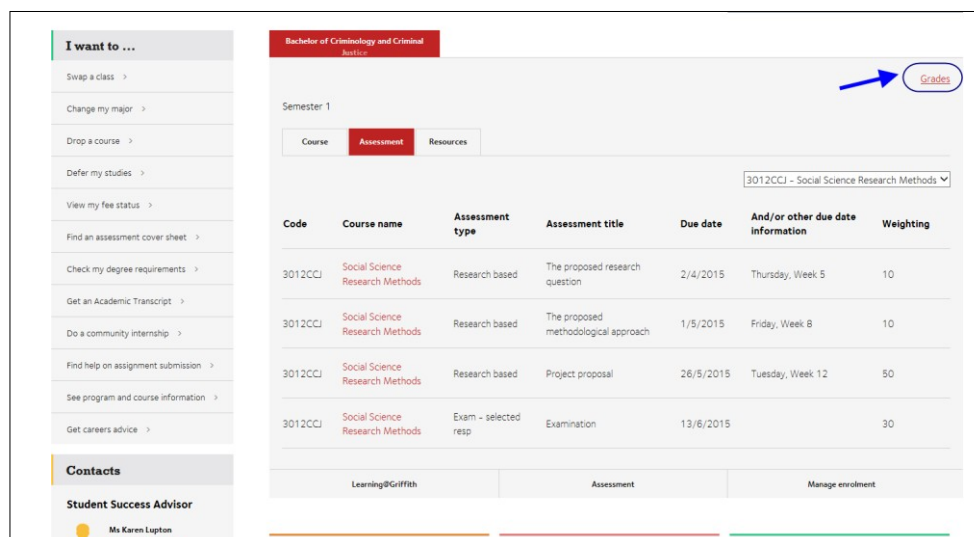 I want to ...
Swap a class >
Change my major >
Drop a course >
Defer my studies >
View my fee status >
Find an assessment cover sheet >
Check my degree requirements >
Get an Academic Transcript >
Do a community internship >
Find help on assignment submission >
See program and course information >
Get careers advice >
Contacts
Student Success Advisor
Ms Karen Lupton
Bachelor of Criminology and Criminal
Justice
Grades
Semester 1
Course Assessment Resources
3012CCJ - Social Science Research Methods
Code Course name Assessment type Assessment title Due date And/or other due date information Weighting
3012CCJ Social Science Research Methods Research based The proposed research question 2/4/2015 Thursday, Week 5 10
3012CCJ Social Science Research Methods Research based The proposed methodological approach 1/5/2015 Friday, Week 8 10
3012CCJ Social Science Research Methods Research based Project proposal 26/5/2015 Tuesday, Week 12 50
3012CCJ Social Science Research Methods Exam - selected resp Examination 13/6/2015 30
Learning@Griffith Assessment Manage enrolment